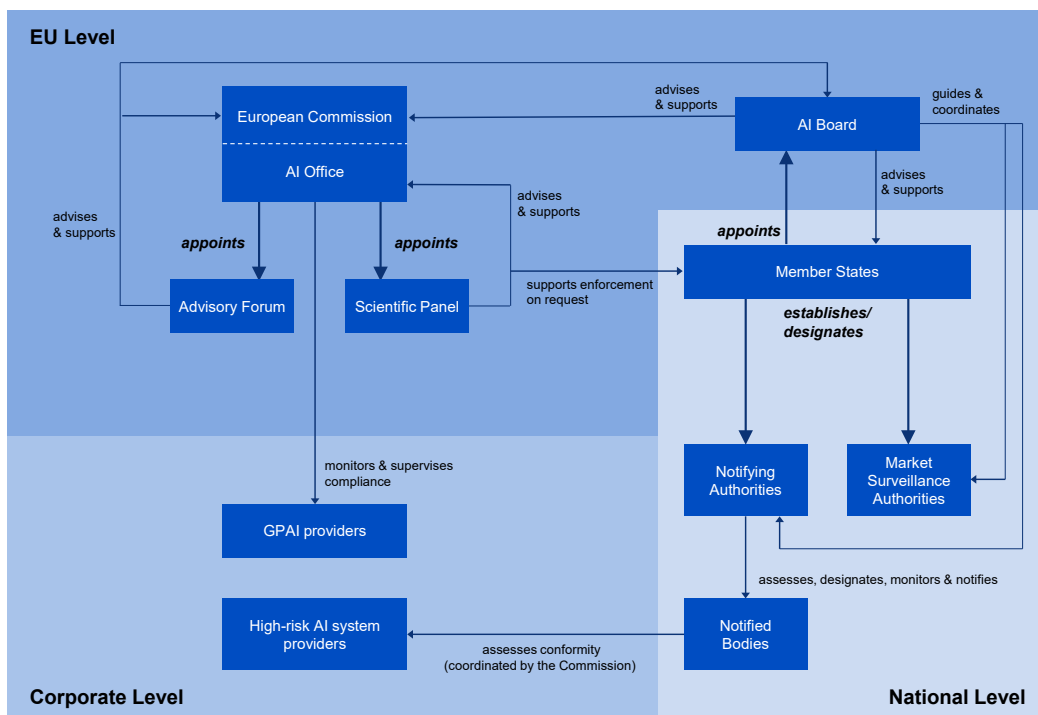 EU Level
European Commission
AI Office
advises
& supports
AI Board
guides &
coordinates
advises
& supports
appoints
appoints
advises
& supports
appoints
advises
& supports
Advisory Forum
Scientific Panel
supports enforcement
on request
Member States
establishes/
designates
monitors & supervises
compliance
Notifying
Authorities
Market
Surveillance
Authorities
GPAI providers
assesses, designates, monitors & notifies
High-risk AI system
providers
assesses conformity
(coordinated by the Commission)
Notified
Bodies
Corporate Level
National Level